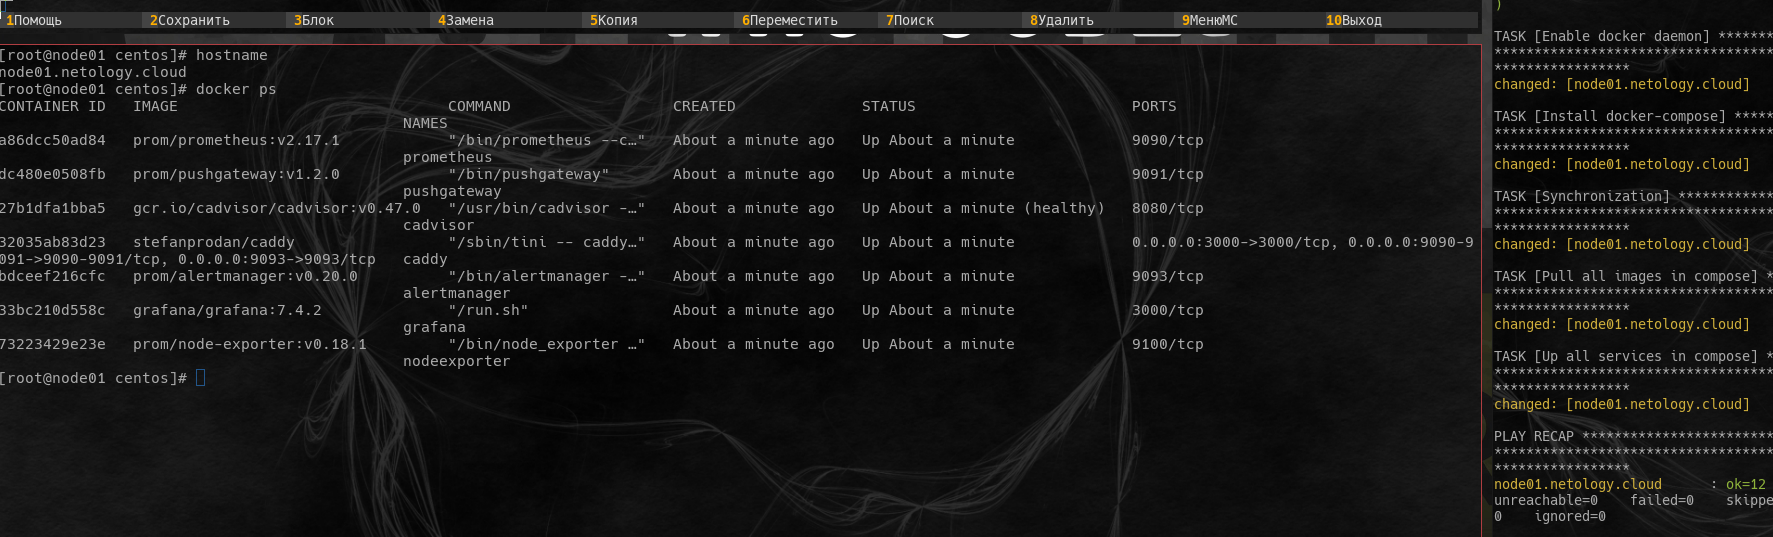 1Помощь 2Сохранить 3Блок 4Замена 5Копия 6Переместить 7Поиск 8Удалить 9МенюМС 10Выход
[root@node01 centos]# hostname
node01.netology.cloud
[root@node01 centos]# docker ps
CONTAINER ID   IMAGE   COMMAND   CREATED   STATUS   PORTS
NAMES
a86dcc50ad84   prom/prometheus:v2.17.1   "/bin/prometheus --c…"   About a minute ago   Up About a minute   9090/tcp
prometheus
dc480e0508fb   prom/pushgateway:v1.2.0   "/bin/pushgateway"   About a minute ago   Up About a minute   9091/tcp
pushgateway
27b1dfa1bba5   gcr.io/cadvisor/cadvisor:v0.47.0   "/usr/bin/cadvisor -…"   About a minute ago   Up About a minute (healthy)   8080/tcp
cadvisor
32035ab83d23   stefanprodan/caddy   "/sbin/tini -- caddy…"   About a minute ago   Up About a minute   0.0.0.0:3000->3000/tcp, 0.0.0.0:9090-9
091->9090-9091/tcp, 0.0.0.0:9093->9093/tcp   caddy
bdceef216cfc   prom/alertmanager:v0.20.0   "/bin/alertmanager -…"   About a minute ago   Up About a minute   9093/tcp
alertmanager
33bc210d558c   grafana/grafana:7.4.2   "/run.sh"   About a minute ago   Up About a minute   3000/tcp
grafana
73223429e23e   prom/node-exporter:v0.18.1   "/bin/node_exporter …"   About a minute ago   Up About a minute   9100/tcp
nodeexporter
[root@node01 centos]#
)
TASK [Enable docker daemon] *******
***********************************
*****************
changed: [node01.netology.cloud]
TASK [Install docker-compose] *****
***********************************
*****************
changed: [node01.netology.cloud]
TASK [Synchronization] ************
***********************************
*****************
changed: [node01.netology.cloud]
TASK [Pull all images in compose] *
***********************************
*****************
changed: [node01.netology.cloud]
TASK [Up all services in compose] *
***********************************
*****************
changed: [node01.netology.cloud]
PLAY RECAP ************************
***********************************
*****************
node01.netology.cloud      : ok=12
unreachable=0    failed=0    skippe
0    ignored=0